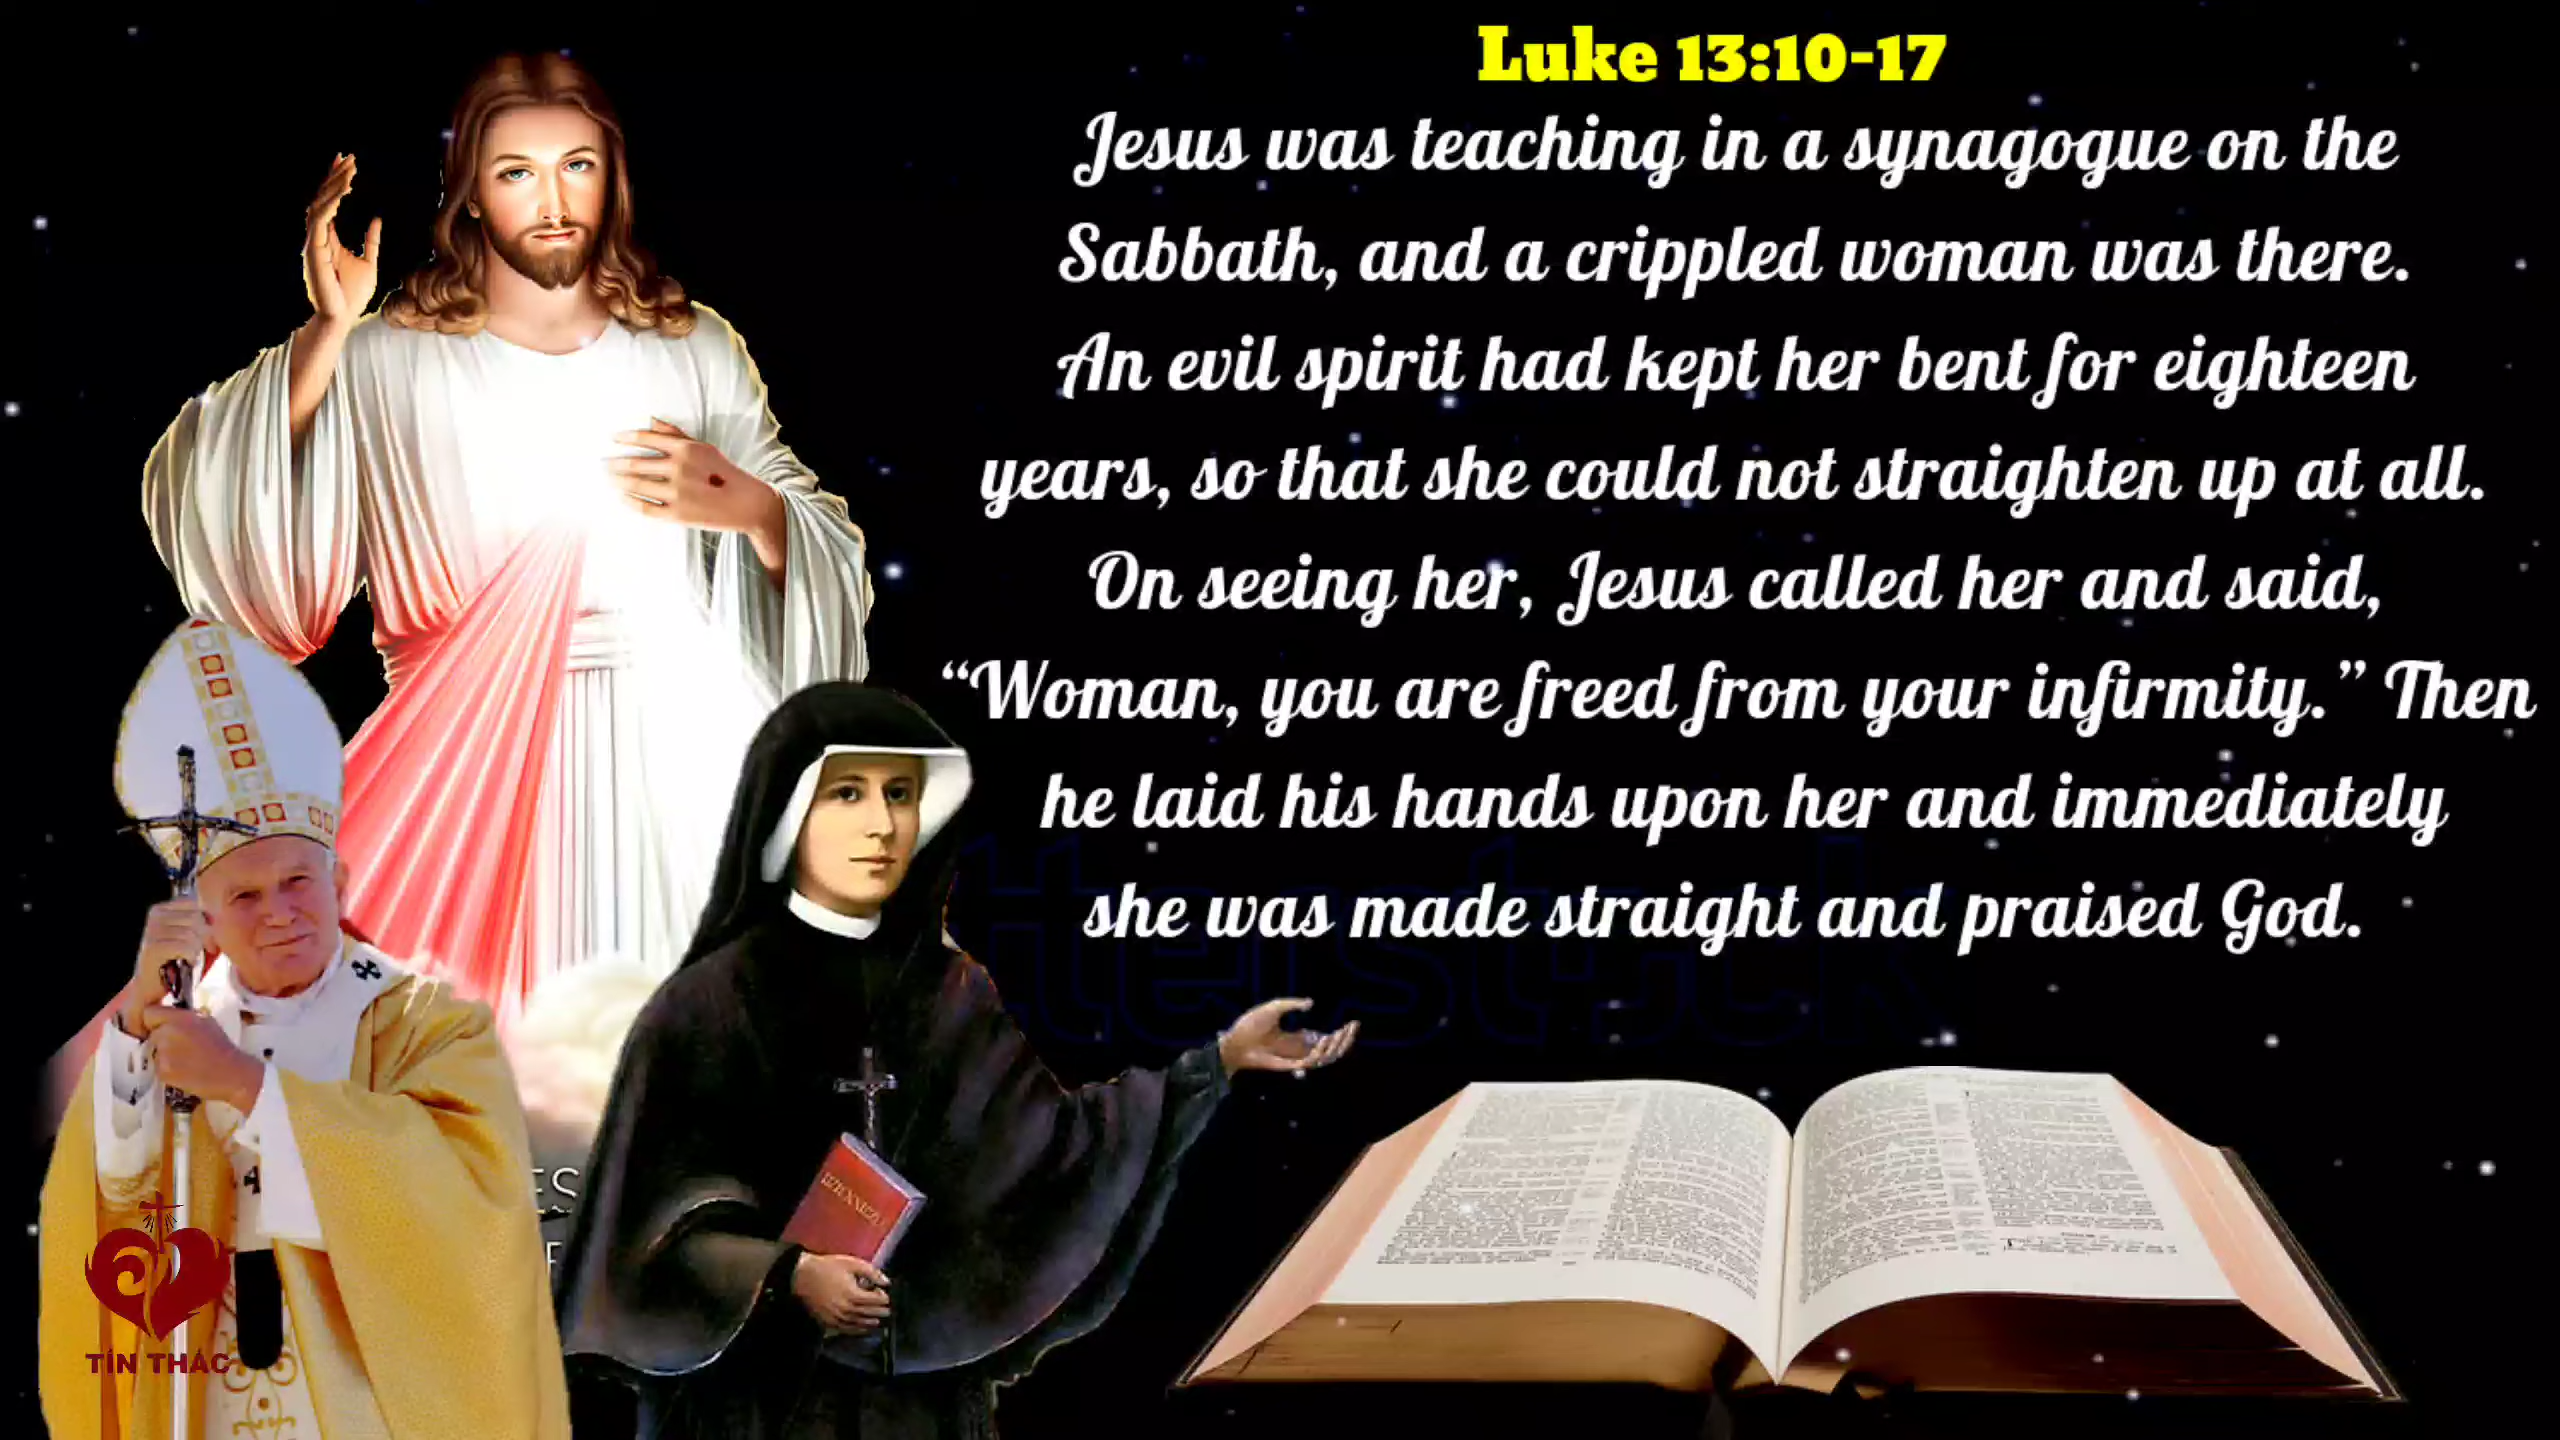 Luke 13:10-17
Jesus was teaching in a synagogue on the
Sabbath, and a crippled woman was there.
An evil spirit had kept her bent for eighteen
years, so that she could not straighten up at all.
On seeing her, Jesus called her and said,
“Woman, you are freed from your infirmity.” Then
he laid his hands upon her and immediately
she was made straight and praised God.
DZIENNICZEK
TÍN THÁC